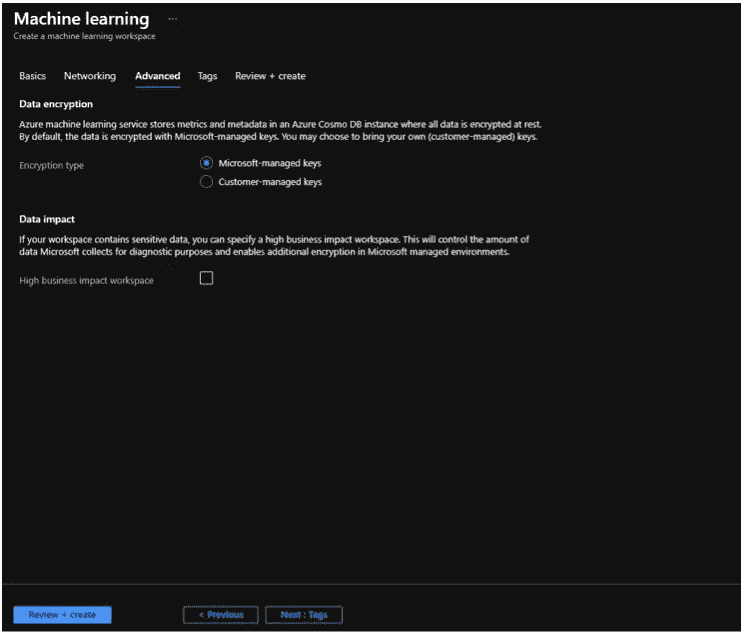 Machine learning ...
Create a machine learning workspace
Basics Networking Advanced Tags Review + create
Data encryption
Azure machine learning service stores metrics and metadata in an Azure Cosmo DB instance where all data is encrypted at rest.
By default, the data is encrypted with Microsoft-managed keys. You may choose to bring your own (customer-managed) keys.
Encryption type
Microsoft-managed keys
Customer-managed keys
Data impact
If your workspace contains sensitive data, you can specify a high business impact workspace. This will control the amount of
data Microsoft collects for diagnostic purposes and enables additional encryption in Microsoft managed environments.
High business impact workspace
Review + create < Previous Next : Tags